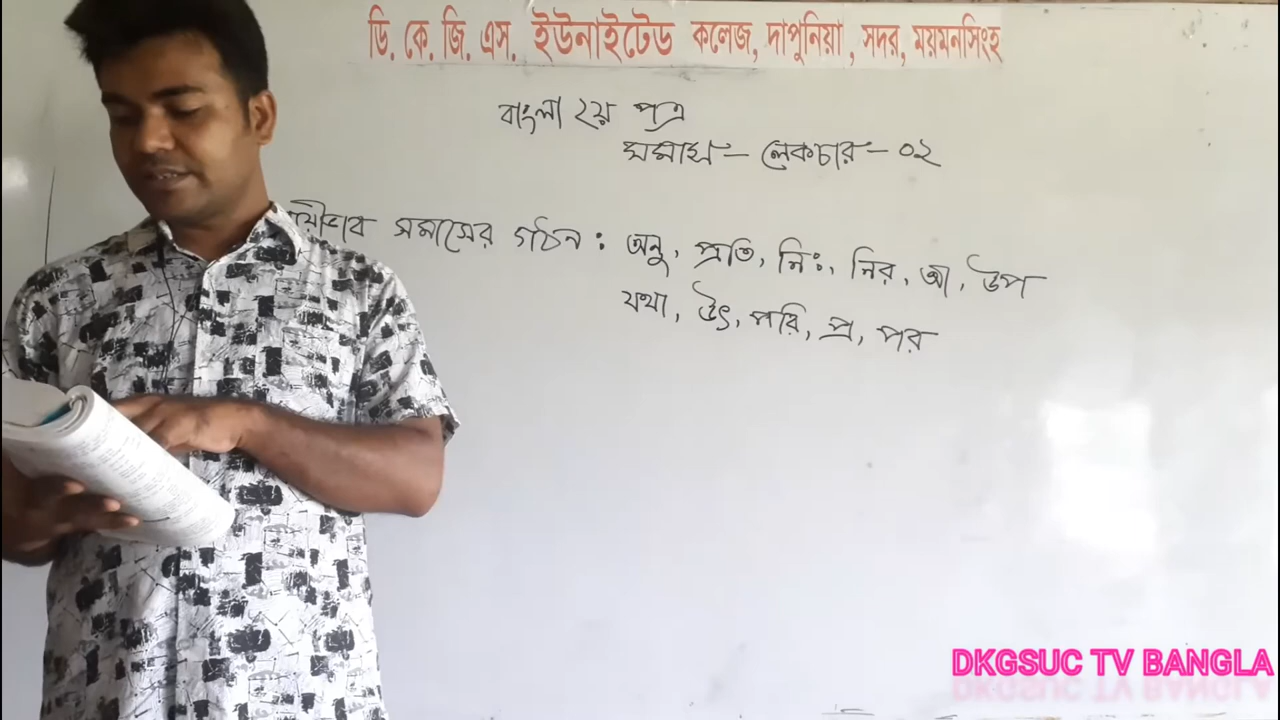 ডি. কে. জি. এস. ইউনাইটেড কলেজ, দাপুনিয়া, সদর, ময়মনসিংহ
বাংলা ২য় পত্র
সমাস - লেকচার - ০২
য়ীভাব সমাসের গঠন : অনু, প্রতি, নিঃ, নির, আ, উপ
যথা, উৎ, পরি, প্র, পর
DKGSUC TV BANGLA